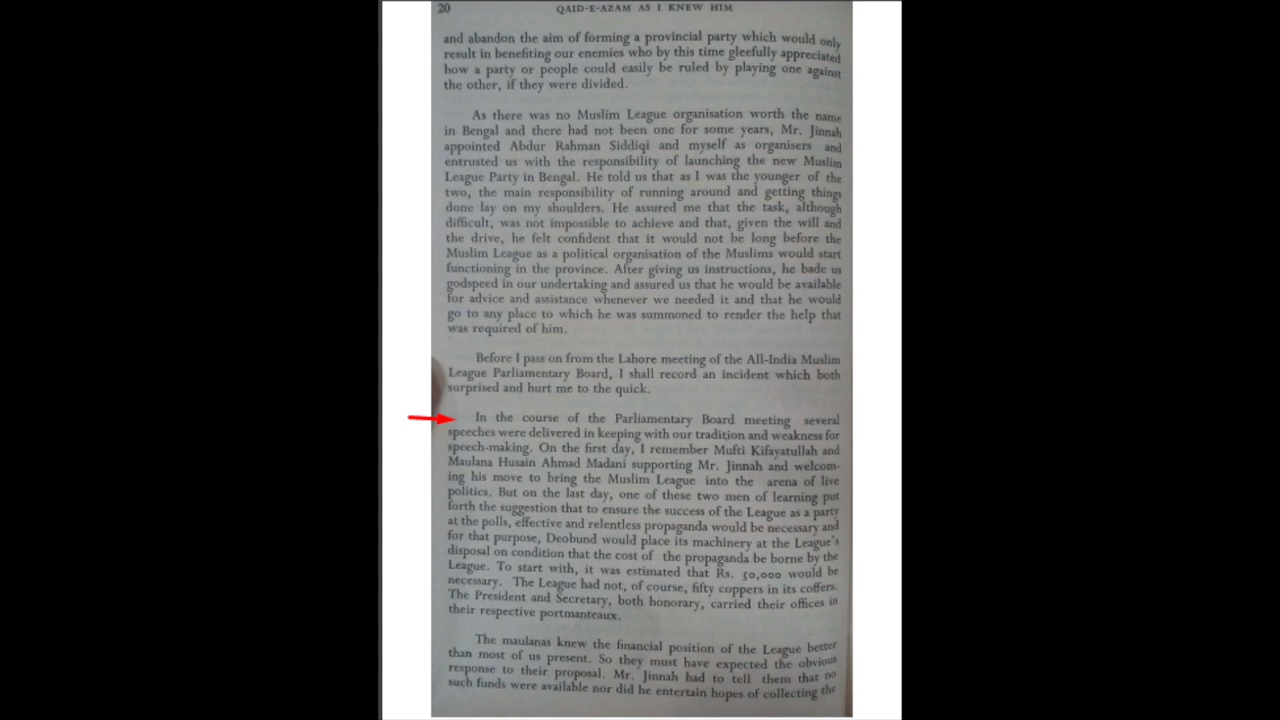 20 QAID-E-AZAM AS I KNEW HIM
and abandon the aim of forming a provincial party which would only
result in benefiting our enemies who by this time gleefully appreciated
how a party or people could easily be ruled by playing one against
the other, if they were divided.
As there was no Muslim League organisation worth the name
in Bengal and there had not been one for some years, Mr. Jinnah
appointed Abdur Rahman Siddiqi and myself as organisers and
entrusted us with the responsibility of launching the new Muslim
League Party in Bengal. He told us that as I was the younger of the
two, the main responsibility of running around and getting things
done lay on my shoulders. He assured me that the task, although
difficult, was not impossible to achieve and that, given the will and
the drive, he felt confident that it would not be long before the
Muslim League as a political organisation of the Muslims would start
functioning in the province. After giving us instructions, he bade us
godspeed in our undertaking and assured us that he would be available
for advice and assistance whenever we needed it and that he would
go to any place to which he was summoned to render the help that
was required of him.
Before I pass on from the Lahore meeting of the All-India Muslim
League Parliamentary Board, I shall record an incident which both
surprised and hurt me to the quick.
In the course of the Parliamentary Board meeting several
speeches were delivered in keeping with our tradition and weakness for
speech-making. On the first day, I remember Mufti Kifayatullah and
Maulana Husain Ahmad Madani supporting Mr. Jinnah and welcom-
ing his move to bring the Muslim League into the arena of live
politics. But on the last day, one of these two men of learning put
forth the suggestion that to ensure the success of the League as a party
at the polls, effective and relentless propaganda would be necessary and
for that purpose, Deobund would place its machinery at the League's
disposal on condition that the cost of the propaganda be borne by the
League. To start with, it was estimated that Rs. 50,000 would be
necessary. The League had not, of course, fifty coppers in its coffers.
The President and Secretary, both honorary, carried their offices in
their respective portmanteaux.
The maulanas knew the financial position of the League better
than most of us present. So they must have expected the obvious
response to their proposal. Mr. Jinnah had to tell them that no
such funds were available nor did he entertain hopes of collecting the